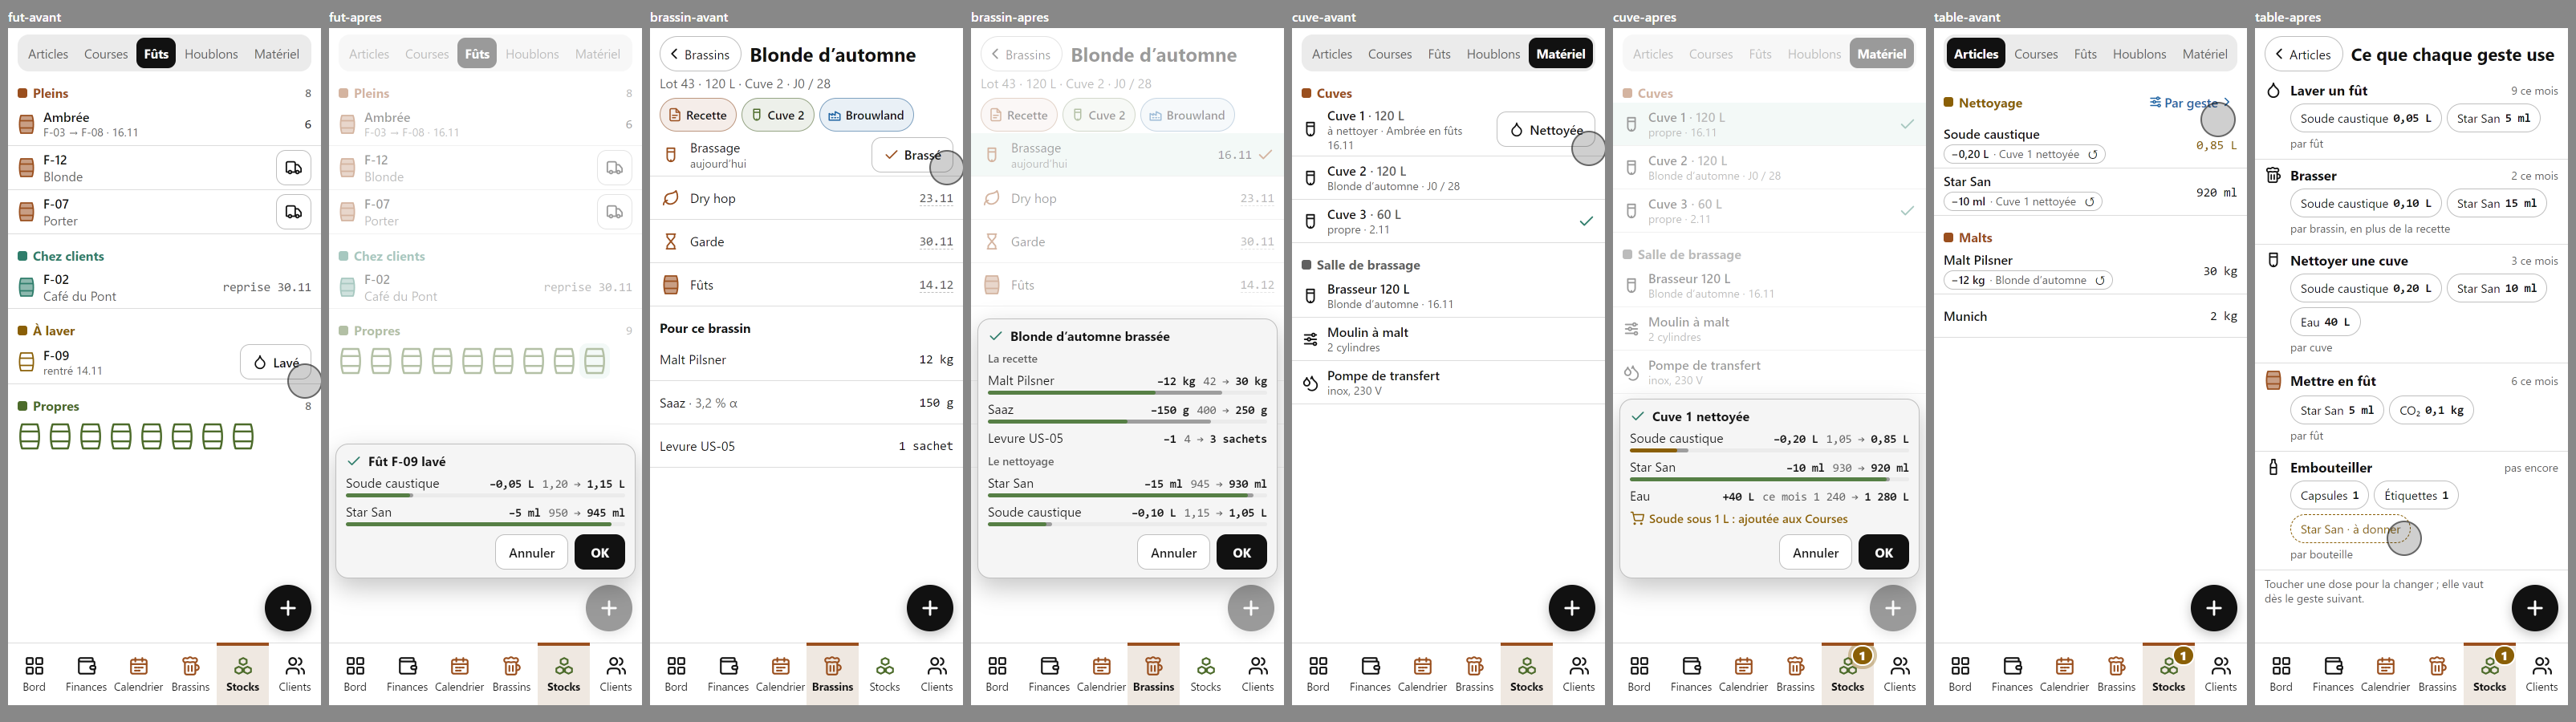 fut-avant
Articles Courses Fûts Houblons Matériel
Pleins 8
Ambrée
F-03 → F-08 · 16.11 6
F-12
Blonde
F-07
Porter
Chez clients
F-02
Café du Pont reprise 30.11
À laver
F-09
rentré 14.11 Lavé
Propres 8
Bord Finances Calendrier Brassins Stocks Clients
fut-apres
Articles Courses Fûts Houblons Matériel
Pleins 8
Ambrée
F-03 → F-08 · 16.11 6
F-12
Blonde
F-07
Porter
Chez clients
F-02
Café du Pont reprise 30.11
Propres 9
Fût F-09 lavé
Soude caustique −0,05 L 1,20 → 1,15 L
Star San −5 ml 950 → 945 ml
Annuler OK
Bord Finances Calendrier Brassins Stocks Clients
brassin-avant
Brassins Blonde d’automne
Lot 43 · 120 L · Cuve 2 · J0 / 28
Recette Cuve 2 Brouwland
Brassage
aujourd’hui Brassé
Dry hop 23.11
Garde 30.11
Fûts 14.12
Pour ce brassin
Malt Pilsner 12 kg
Saaz · 3,2 % α 150 g
Levure US-05 1 sachet
Bord Finances Calendrier Brassins Stocks Clients
brassin-apres
Brassins Blonde d’automne
Lot 43 · 120 L · Cuve 2 · J0 / 28
Recette Cuve 2 Brouwland
Brassage
aujourd’hui 16.11
Dry hop 23.11
Garde 30.11
Fûts 14.12
Blonde d’automne brassée
La recette
Malt Pilsner −12 kg 42 → 30 kg
Saaz −150 g 400 → 250 g
Levure US-05 −1 4 → 3 sachets
Le nettoyage
Star San −15 ml 945 → 930 ml
Soude caustique −0,10 L 1,15 → 1,05 L
Annuler OK
Bord Finances Calendrier Brassins Stocks Clients
cuve-avant
Articles Courses Fûts Houblons Matériel
Cuves
Cuve 1 · 120 L
à nettoyer · Ambrée en fûts
16.11
Nettoyée
Cuve 2 · 120 L
Blonde d’automne · J0 / 28
Cuve 3 · 60 L
propre · 2.11
Salle de brassage
Brasseur 120 L
Blonde d’automne · 16.11
Moulin à malt
2 cylindres
Pompe de transfert
inox, 230 V
Bord Finances Calendrier Brassins Stocks Clients
cuve-apres
Articles Courses Fûts Houblons Matériel
Cuves
Cuve 1 · 120 L
propre · 16.11
Cuve 2 · 120 L
Blonde d’automne · J0 / 28
Cuve 3 · 60 L
propre · 2.11
Salle de brassage
Brasseur 120 L
Blonde d’automne · 16.11
Moulin à malt
2 cylindres
Pompe de transfert
inox, 230 V
Cuve 1 nettoyée
Soude caustique −0,20 L 1,05 → 0,85 L
Star San −10 ml 930 → 920 ml
Eau +40 L ce mois 1 240 → 1 280 L
Soude sous 1 L : ajoutée aux Courses
Annuler OK
1
Bord Finances Calendrier Brassins Stocks Clients
table-avant
Articles Courses Fûts Houblons Matériel
Nettoyage Par geste
Soude caustique
−0,20 L · Cuve 1 nettoyée 0,85 L
Star San
−10 ml · Cuve 1 nettoyée 920 ml
Malts
Malt Pilsner
−12 kg · Blonde d’automne 30 kg
Munich 2 kg
1
Bord Finances Calendrier Brassins Stocks Clients
table-apres
Articles Ce que chaque geste use
Laver un fût 9 ce mois
Soude caustique 0,05 L Star San 5 ml
par fût
Brasser 2 ce mois
Soude caustique 0,10 L Star San 15 ml
par brassin, en plus de la recette
Nettoyer une cuve 3 ce mois
Soude caustique 0,20 L Star San 10 ml
Eau 40 L
par cuve
Mettre en fût 6 ce mois
Star San 5 ml CO₂ 0,1 kg
par fût
Embouteiller pas encore
Capsules 1 Étiquettes 1
Star San · à donner
par bouteille
Toucher une dose pour la changer ; elle vaut
dès le geste suivant.
1
Bord Finances Calendrier Brassins Stocks Clients